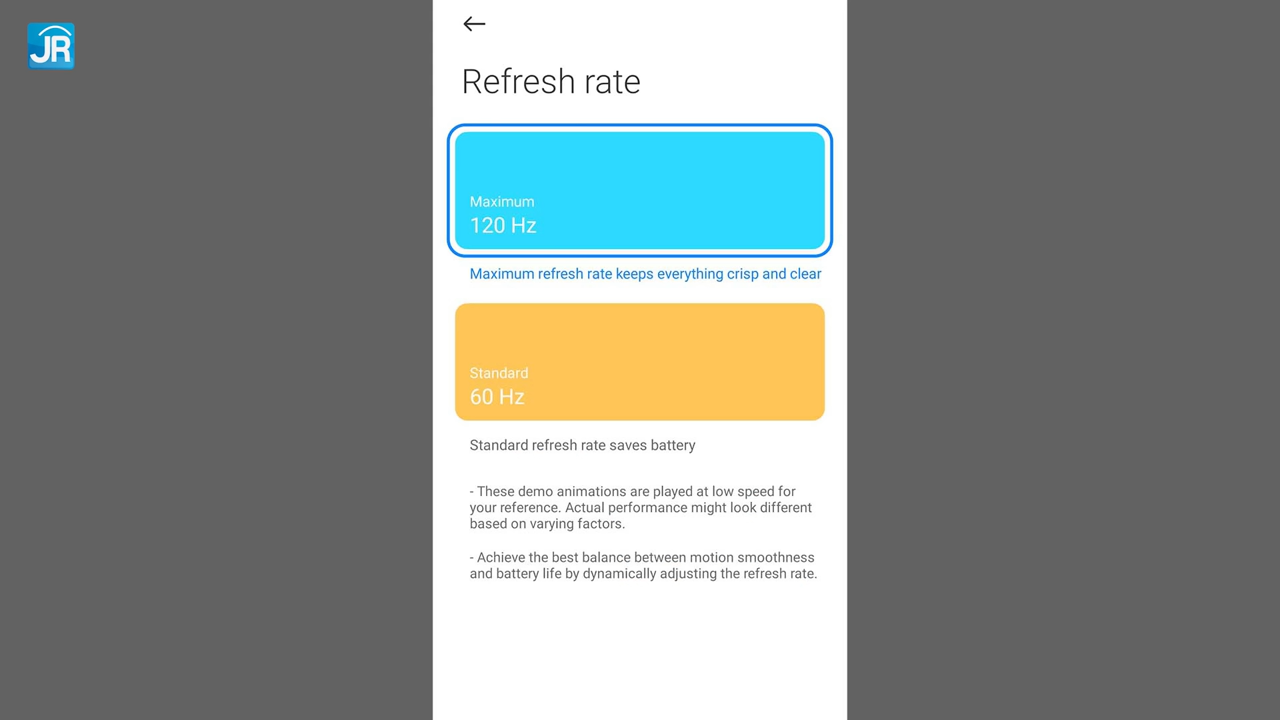 JR
Refresh rate
Maximum
120 Hz
Maximum refresh rate keeps everything crisp and clear
Standard
60 Hz
Standard refresh rate saves battery
- These demo animations are played at low speed for
your reference. Actual performance might look different
based on varying factors.
- Achieve the best balance between motion smoothness
and battery life by dynamically adjusting the refresh rate.